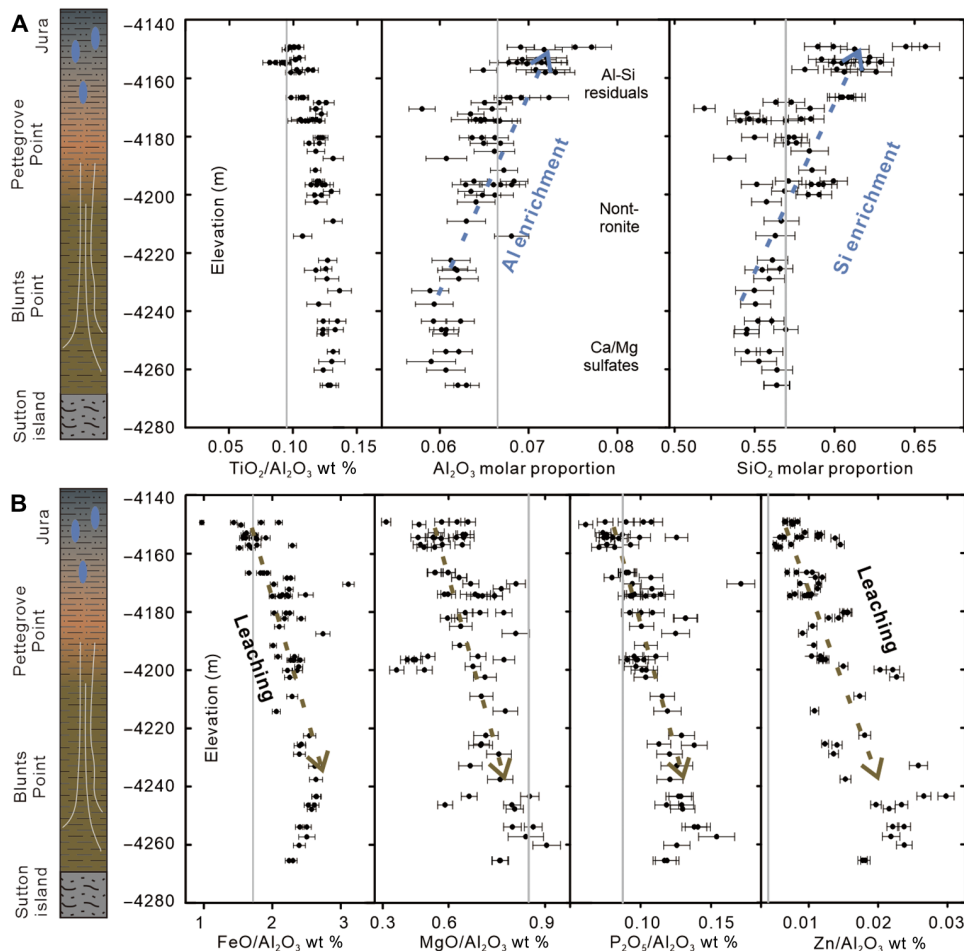 A
Jura
Pettegrove
Point
Blunts
Point
Sutton
island
−4140
−4160
−4180
−4200
−4220
−4240
−4260
−4280
Elevation (m)
Al-Si
residuals
Nont-
ronite
Ca/Mg
sulfates
Al enrichment
Si enrichment
0.05 0.10 0.15
0.06 0.07 0.08
0.50 0.55 0.60 0.65
TiO₂/Al₂O₃ wt %
Al₂O₃ molar proportion
SiO₂ molar proportion
B
Jura
Pettegrove
Point
Blunts
Point
Sutton
island
−4140
−4160
−4180
−4200
−4220
−4240
−4260
−4280
Elevation (m)
Leaching
Leaching
1 2 3
0.3 0.6 0.9
0.10 0.15
0.01 0.02 0.03
FeO/Al₂O₃ wt %
MgO/Al₂O₃ wt %
P₂O₅/Al₂O₃ wt %
Zn/Al₂O₃ wt %